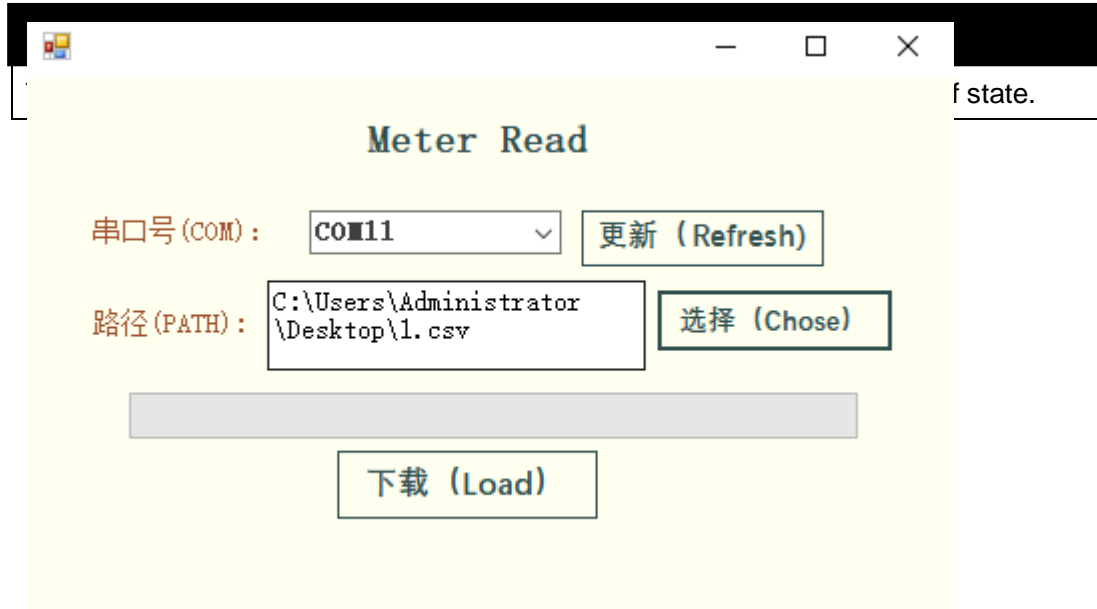 f state.
Meter Read
串口号(COM):
COM11
更新（Refresh)
路径(PATH):
C:\Users\Administrator
\Desktop\1.csv
选择（Chose）
下载（Load）